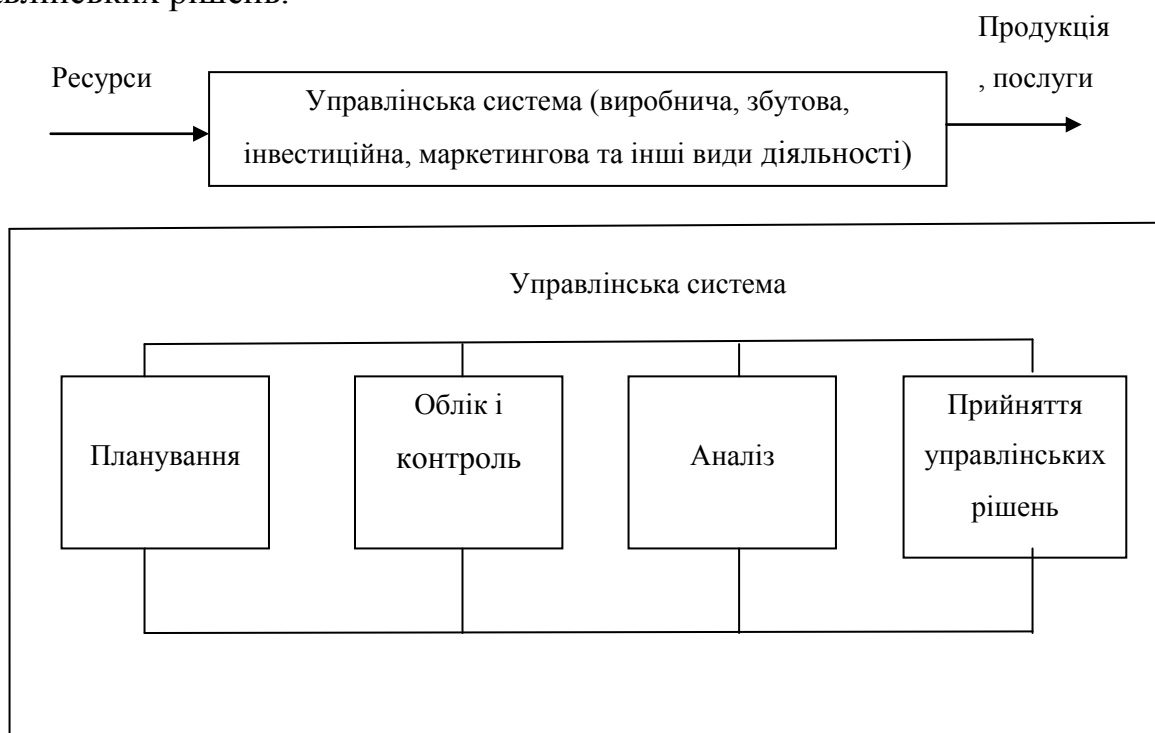 рішень.
Ресурси
Управлінська система (виробнича, збутова,
інвестиційна, маркетингова та інші види діяльності)
Продукція
, послуги
Управлінська система
Планування
Облік і
контроль
Аналіз
Прийняття
управлінських
рішень